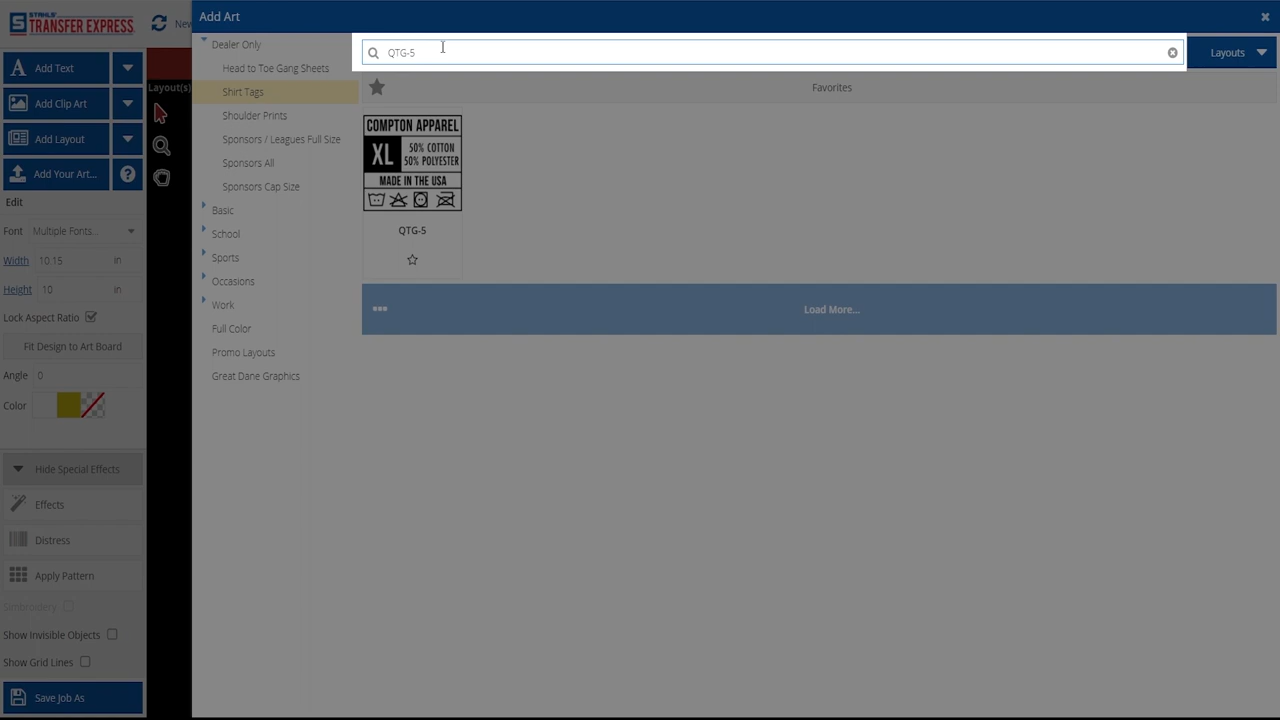 STAHLS'
TRANSFER EXPRESS
New
Add Art
Add Text
Add Clip Art
Add Layout
Add Your Art...
Edit
Font
Multiple Fonts...
Width
10.15
in
Height
10
in
Lock Aspect Ratio
Fit Design to Art Board
Angle
0
Color
Hide Special Effects
Effects
Distress
Apply Pattern
Simbroidery
Show Invisible Objects
Show Grid Lines
Save Job As
Layout(s)
Dealer Only
Head to Toe Gang Sheets
Shirt Tags
Shoulder Prints
Sponsors / Leagues Full Size
Sponsors All
Sponsors Cap Size
Basic
School
Sports
Occasions
Work
Full Color
Promo Layouts
Great Dane Graphics
QTG-5
Layouts
Favorites
COMPTON APPAREL
XL
50% COTTON
50% POLYESTER
MADE IN THE USA
QTG-5
Load More...